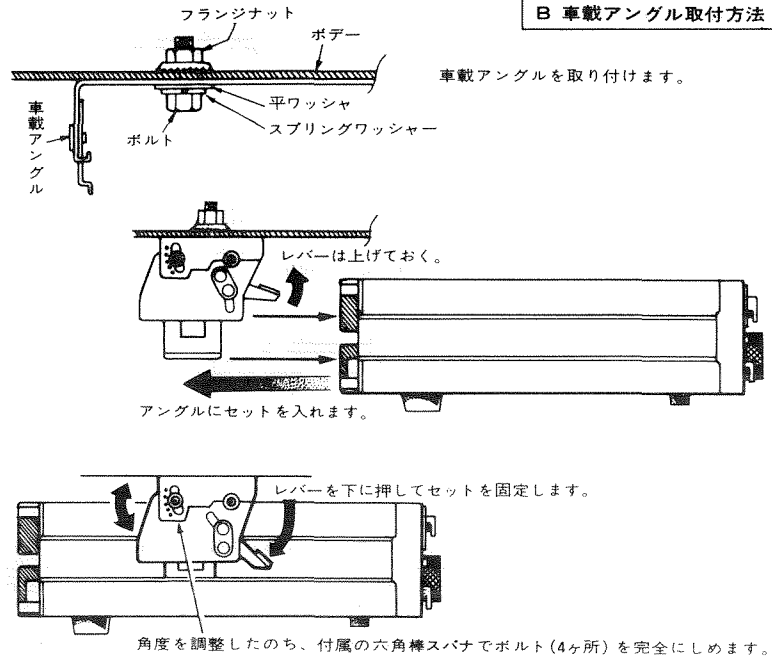 B 車載アングル取付方法
フランジナット
ボデー
車載アングルを取り付けます。
平ワッシャ
スプリングワッシャー
ボルト
車載アングル
レバーは上げておく。
アングルにセットを入れます。
レバーを下に押してセットを固定します。
角度を調整したのち、付属の六角棒スパナでボルト(4ヶ所)を完全にしめます。